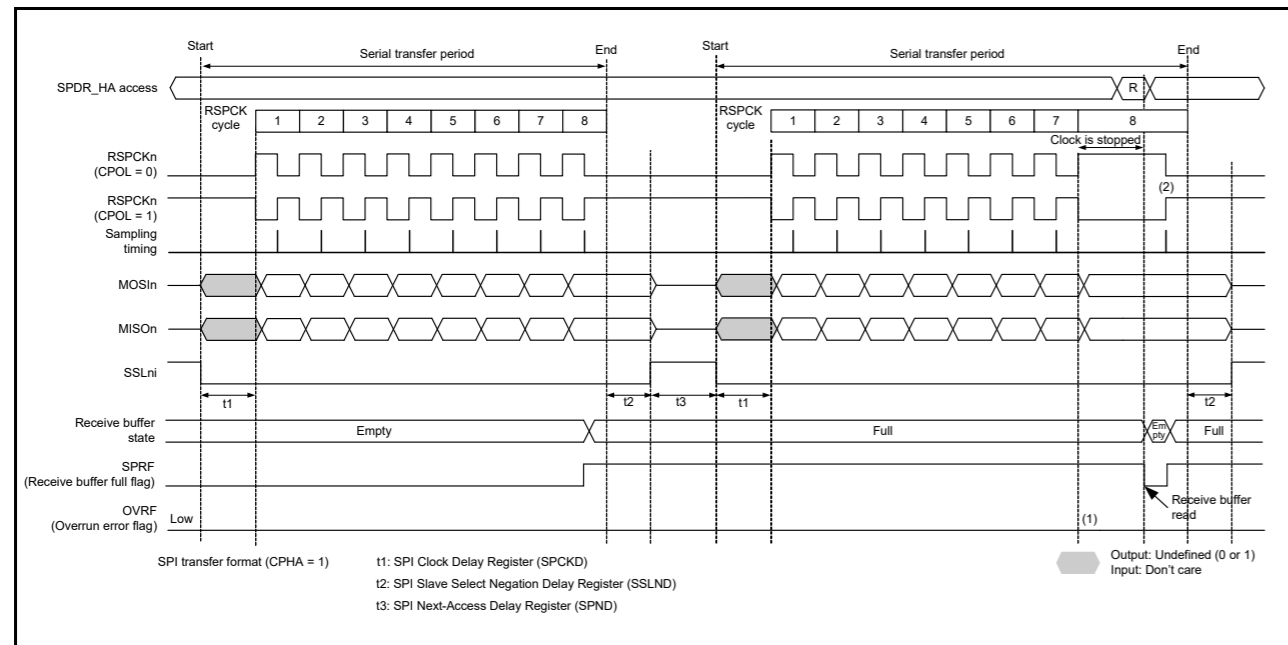 Start
Serial transfer period
End
Start
Serial transfer period
End
SPDR_HA access
R
RSPCK
cycle
1 2 3 4 5 6 7 8
RSPCK
cycle
1 2 3 4 5 6 7 8
Clock is stopped
RSPCKn
(CPOL = 0)
(2)
RSPCKn
(CPOL = 1)
Sampling
timing
MOSIn
MISOn
SSLni
t1 t2 t3 t1 t2
Receive buffer
state
Empty
Full
Em
pty
Full
SPRF
(Receive buffer full flag)
Receive buffer
read
OVRF
(Overrun error flag)
Low
(1)
SPI transfer format (CPHA = 1)
t1: SPI Clock Delay Register (SPCKD)
t2: SPI Slave Select Negation Delay Register (SSLND)
t3: SPI Next-Access Delay Register (SPND)
Output: Undefined (0 or 1)
Input: Don’t care